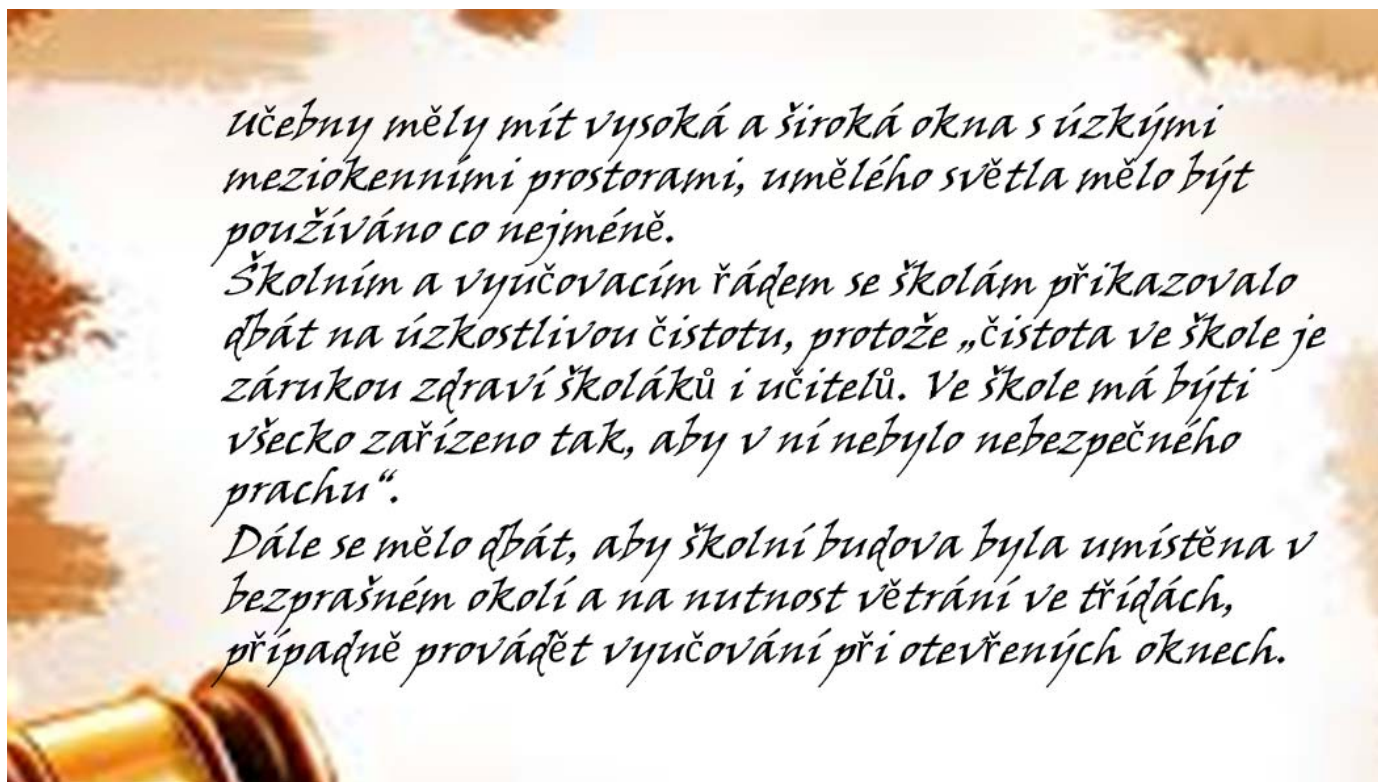 Učebny měly mít vysoká a široká okna s úzkými
meziokenními prostorami, umělého světla mělo být
používáno co nejméně.
Školním a vyučovacím řádem se školám přikazovalo
dbát na úzkostlivou čistotu, protože „čistota ve škole je
zárukou zdraví školáků i učitelů. Ve škole má býti
všecko zařízeno tak, aby v ní nebylo nebezpečného
prachu“.
Dále se mělo dbát, aby školní budova byla umístěna v
bezprašném okolí a na nutnost větrání ve třídách,
případně provádět vyučování při otevřených oknech.